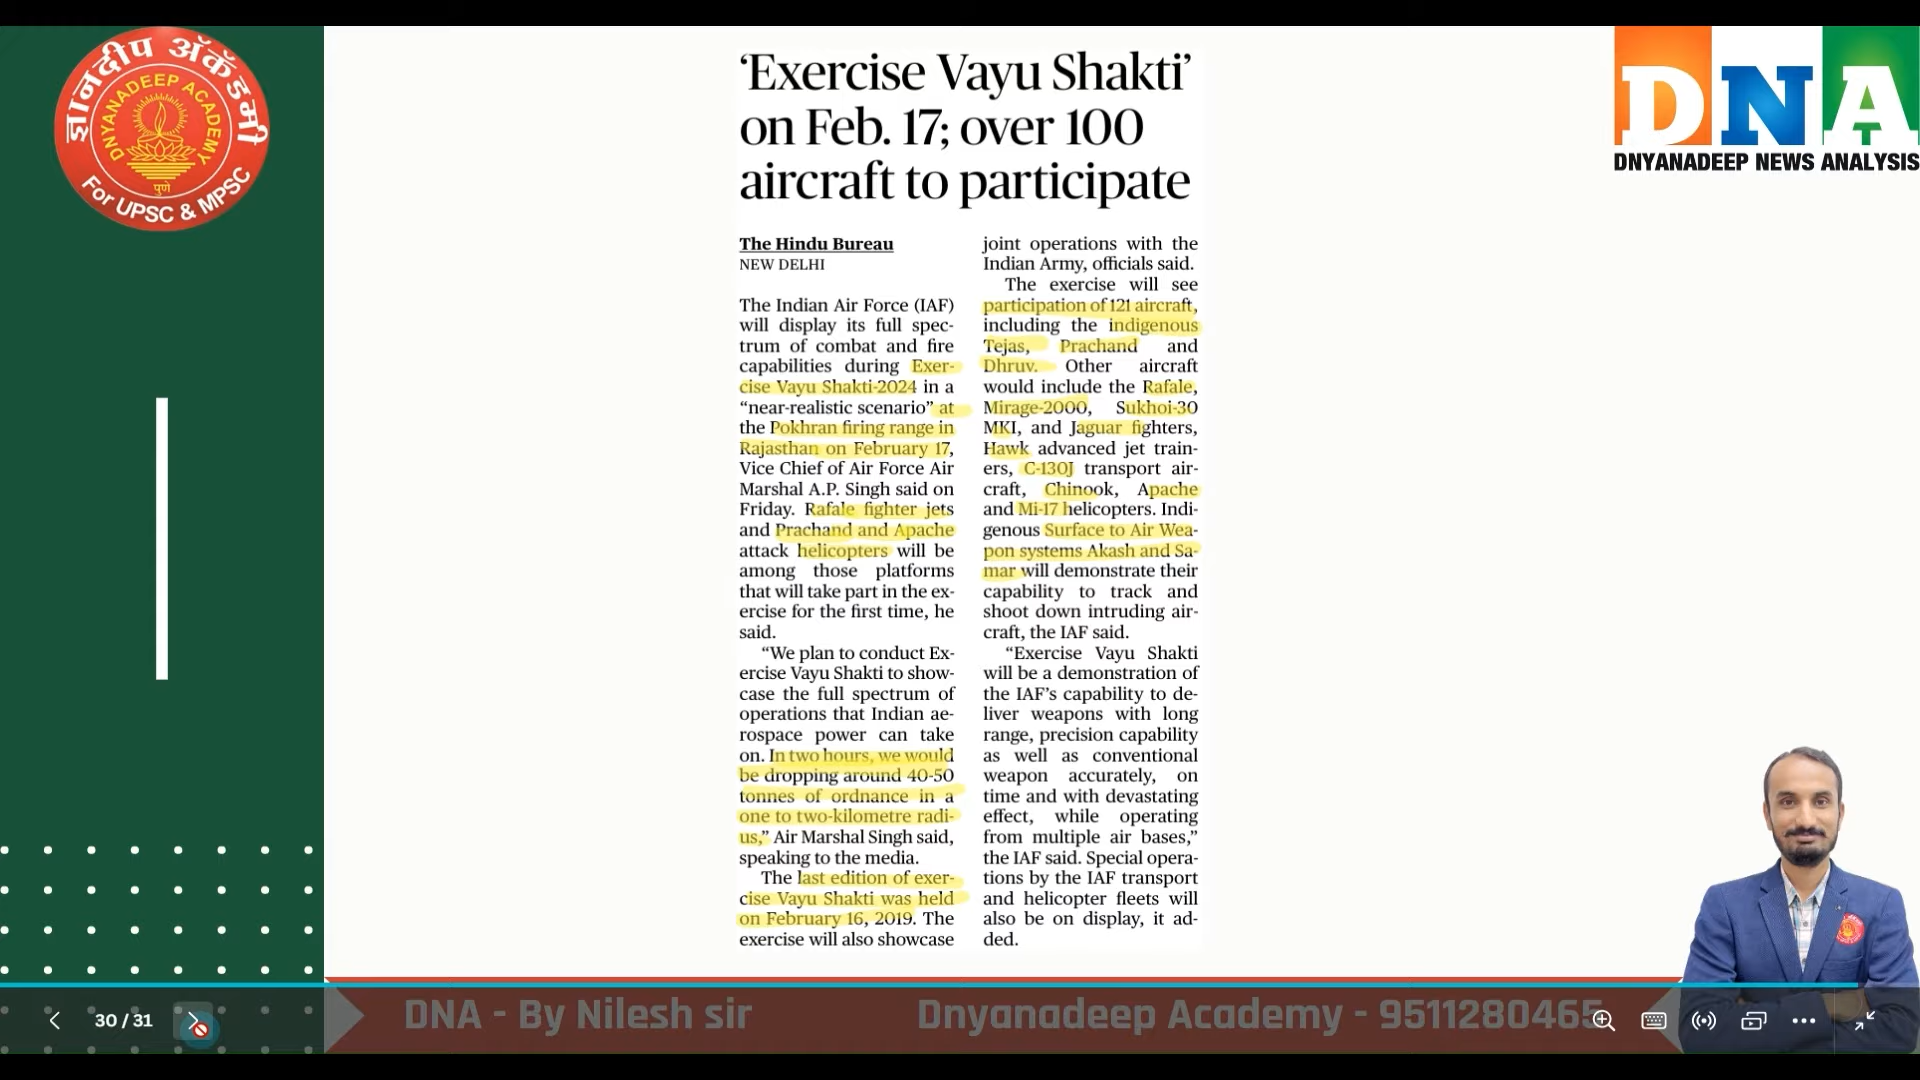 ज्ञानदीप ॲकॅडमी
DNYANADEEP ACADEMY
पुणे
For UPSC & MPSC
DNA
DNYANADEEP NEWS ANALYSIS
‘Exercise Vayu Shakti’
on Feb. 17; over 100
aircraft to participate
The Hindu Bureau
NEW DELHI
The Indian Air Force (IAF)
will display its full spec-
trum of combat and fire
capabilities during Exer-
cise Vayu Shakti-2024 in a
“near-realistic scenario” at
the Pokhran firing range in
Rajasthan on February 17,
Vice Chief of Air Force Air
Marshal A.P. Singh said on
Friday. Rafale fighter jets
and Prachand and Apache
attack helicopters will be
among those platforms
that will take part in the ex-
ercise for the first time, he
said.
“We plan to conduct Ex-
ercise Vayu Shakti to show-
case the full spectrum of
operations that Indian ae-
rospace power can take
on. In two hours, we would
be dropping around 40-50
tonnes of ordnance in a
one to two-kilometre radi-
us,” Air Marshal Singh said,
speaking to the media.
The last edition of exer-
cise Vayu Shakti was held
on February 16, 2019. The
exercise will also showcase
joint operations with the
Indian Army, officials said.
The exercise will see
participation of 121 aircraft,
including the indigenous
Tejas, Prachand and
Dhruv. Other aircraft
would include the Rafale,
Mirage-2000, Sukhoi-30
MKI, and Jaguar fighters,
Hawk advanced jet train-
ers, C-130J transport air-
craft, Chinook, Apache
and Mi-17 helicopters. Indi-
genous Surface to Air Wea-
pon systems Akash and Sa-
mar will demonstrate their
capability to track and
shoot down intruding air-
craft, the IAF said.
“Exercise Vayu Shakti
will be a demonstration of
the IAF’s capability to de-
liver weapons with long
range, precision capability
as well as conventional
weapon accurately, on
time and with devastating
effect, while operating
from multiple air bases,”
the IAF said. Special opera-
tions by the IAF transport
and helicopter fleets will
also be on display, it ad-
ded.
30 / 31
DNA - By Nilesh sir
Dnyanadeep Academy - 9511280465